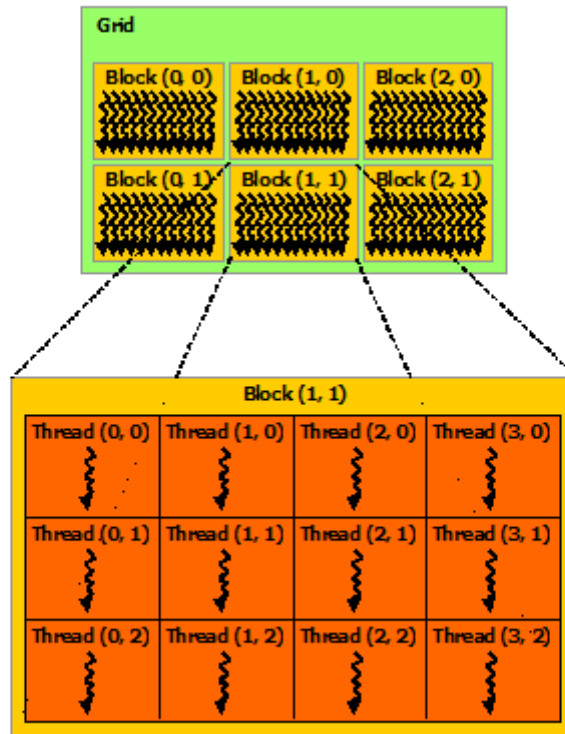 Grid
Block (0, 0) Block (1, 0) Block (2, 0)
Block (0, 1) Block (1, 1) Block (2, 1)
Block (1, 1)
Thread (0, 0) Thread (1, 0) Thread (2, 0) Thread (3, 0)
Thread (0, 1) Thread (1, 1) Thread (2, 1) Thread (3, 1)
Thread (0, 2) Thread (1, 2) Thread (2, 2) Thread (3, 2)